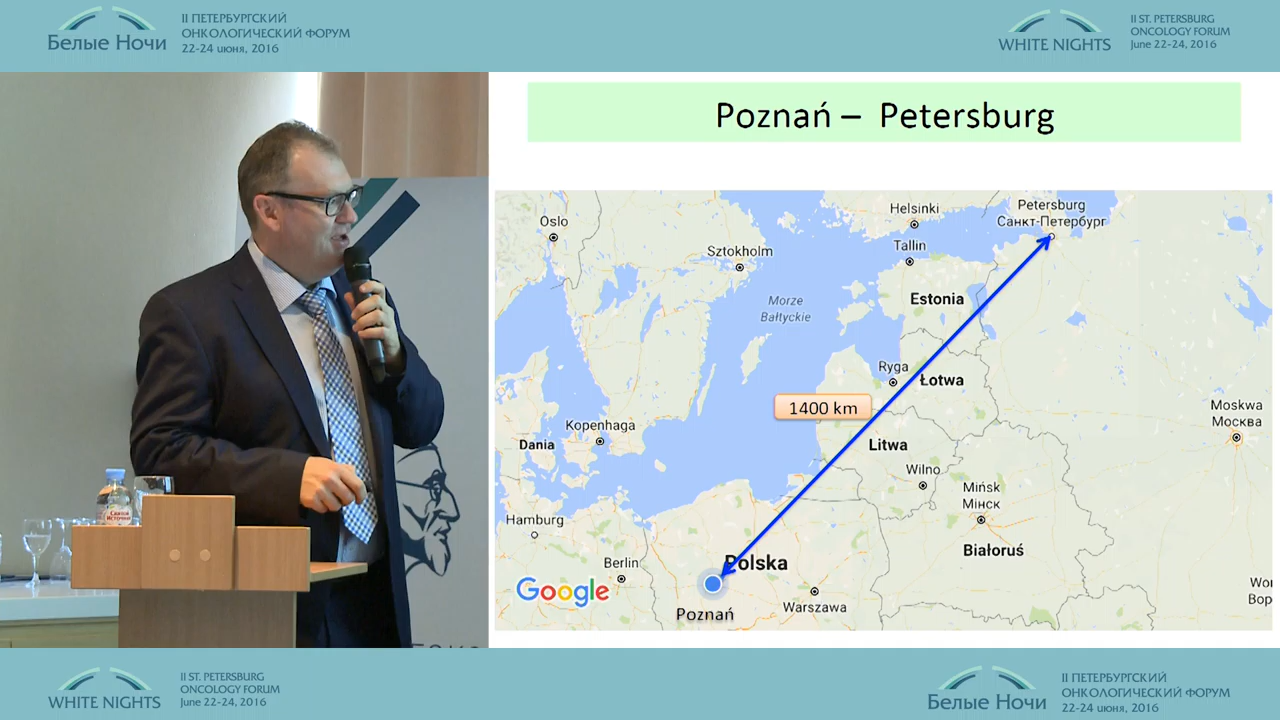 Белые Ночи
II ПЕТЕРБУРГСКИЙ
ОНКОЛОГИЧЕСКИЙ ФОРУМ
22-24 июня, 2016
WHITE NIGHTS
II ST. PETERSBURG
ONCOLOGY FORUM
June 22-24, 2016
Poznań – Petersburg
Oslo
Sztokholm
Helsinki
Tallin
Petersburg
Санкт-Петербург
Morze
Bałtyckie
Estonia
Ryga
Łotwa
1400 km
Kopenhaga
Dania
Litwa
Wilno
Moskwa
Москва
Mińsk
Мінск
Białoruś
Hamburg
Berlin
Polska
Google
Poznań
Warszawa
WHITE NIGHTS
II ST. PETERSBURG
ONCOLOGY FORUM
June 22-24, 2016
Белые Ночи
II ПЕТЕРБУРГСКИЙ
ОНКОЛОГИЧЕСКИЙ ФОРУМ
22-24 июня, 2016